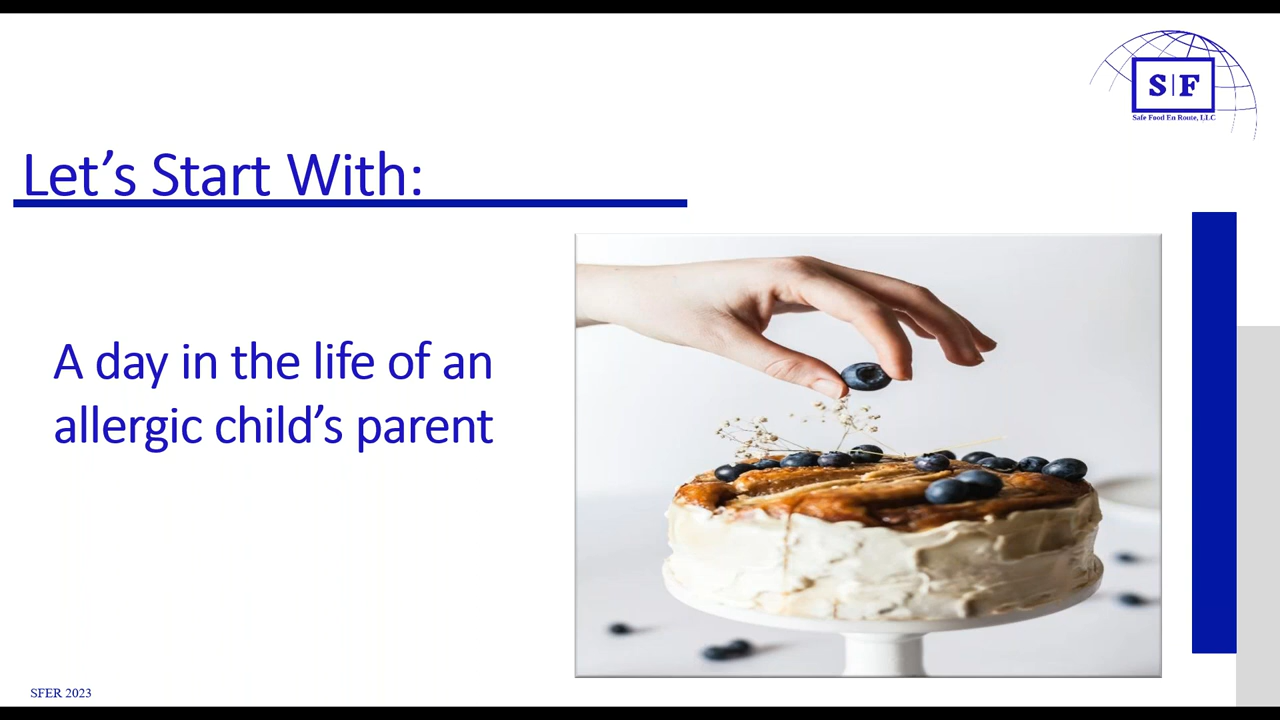 S|F
Safe Food En Route, LLC
Let’s Start With:
A day in the life of an
allergic child’s parent
SFER 2023